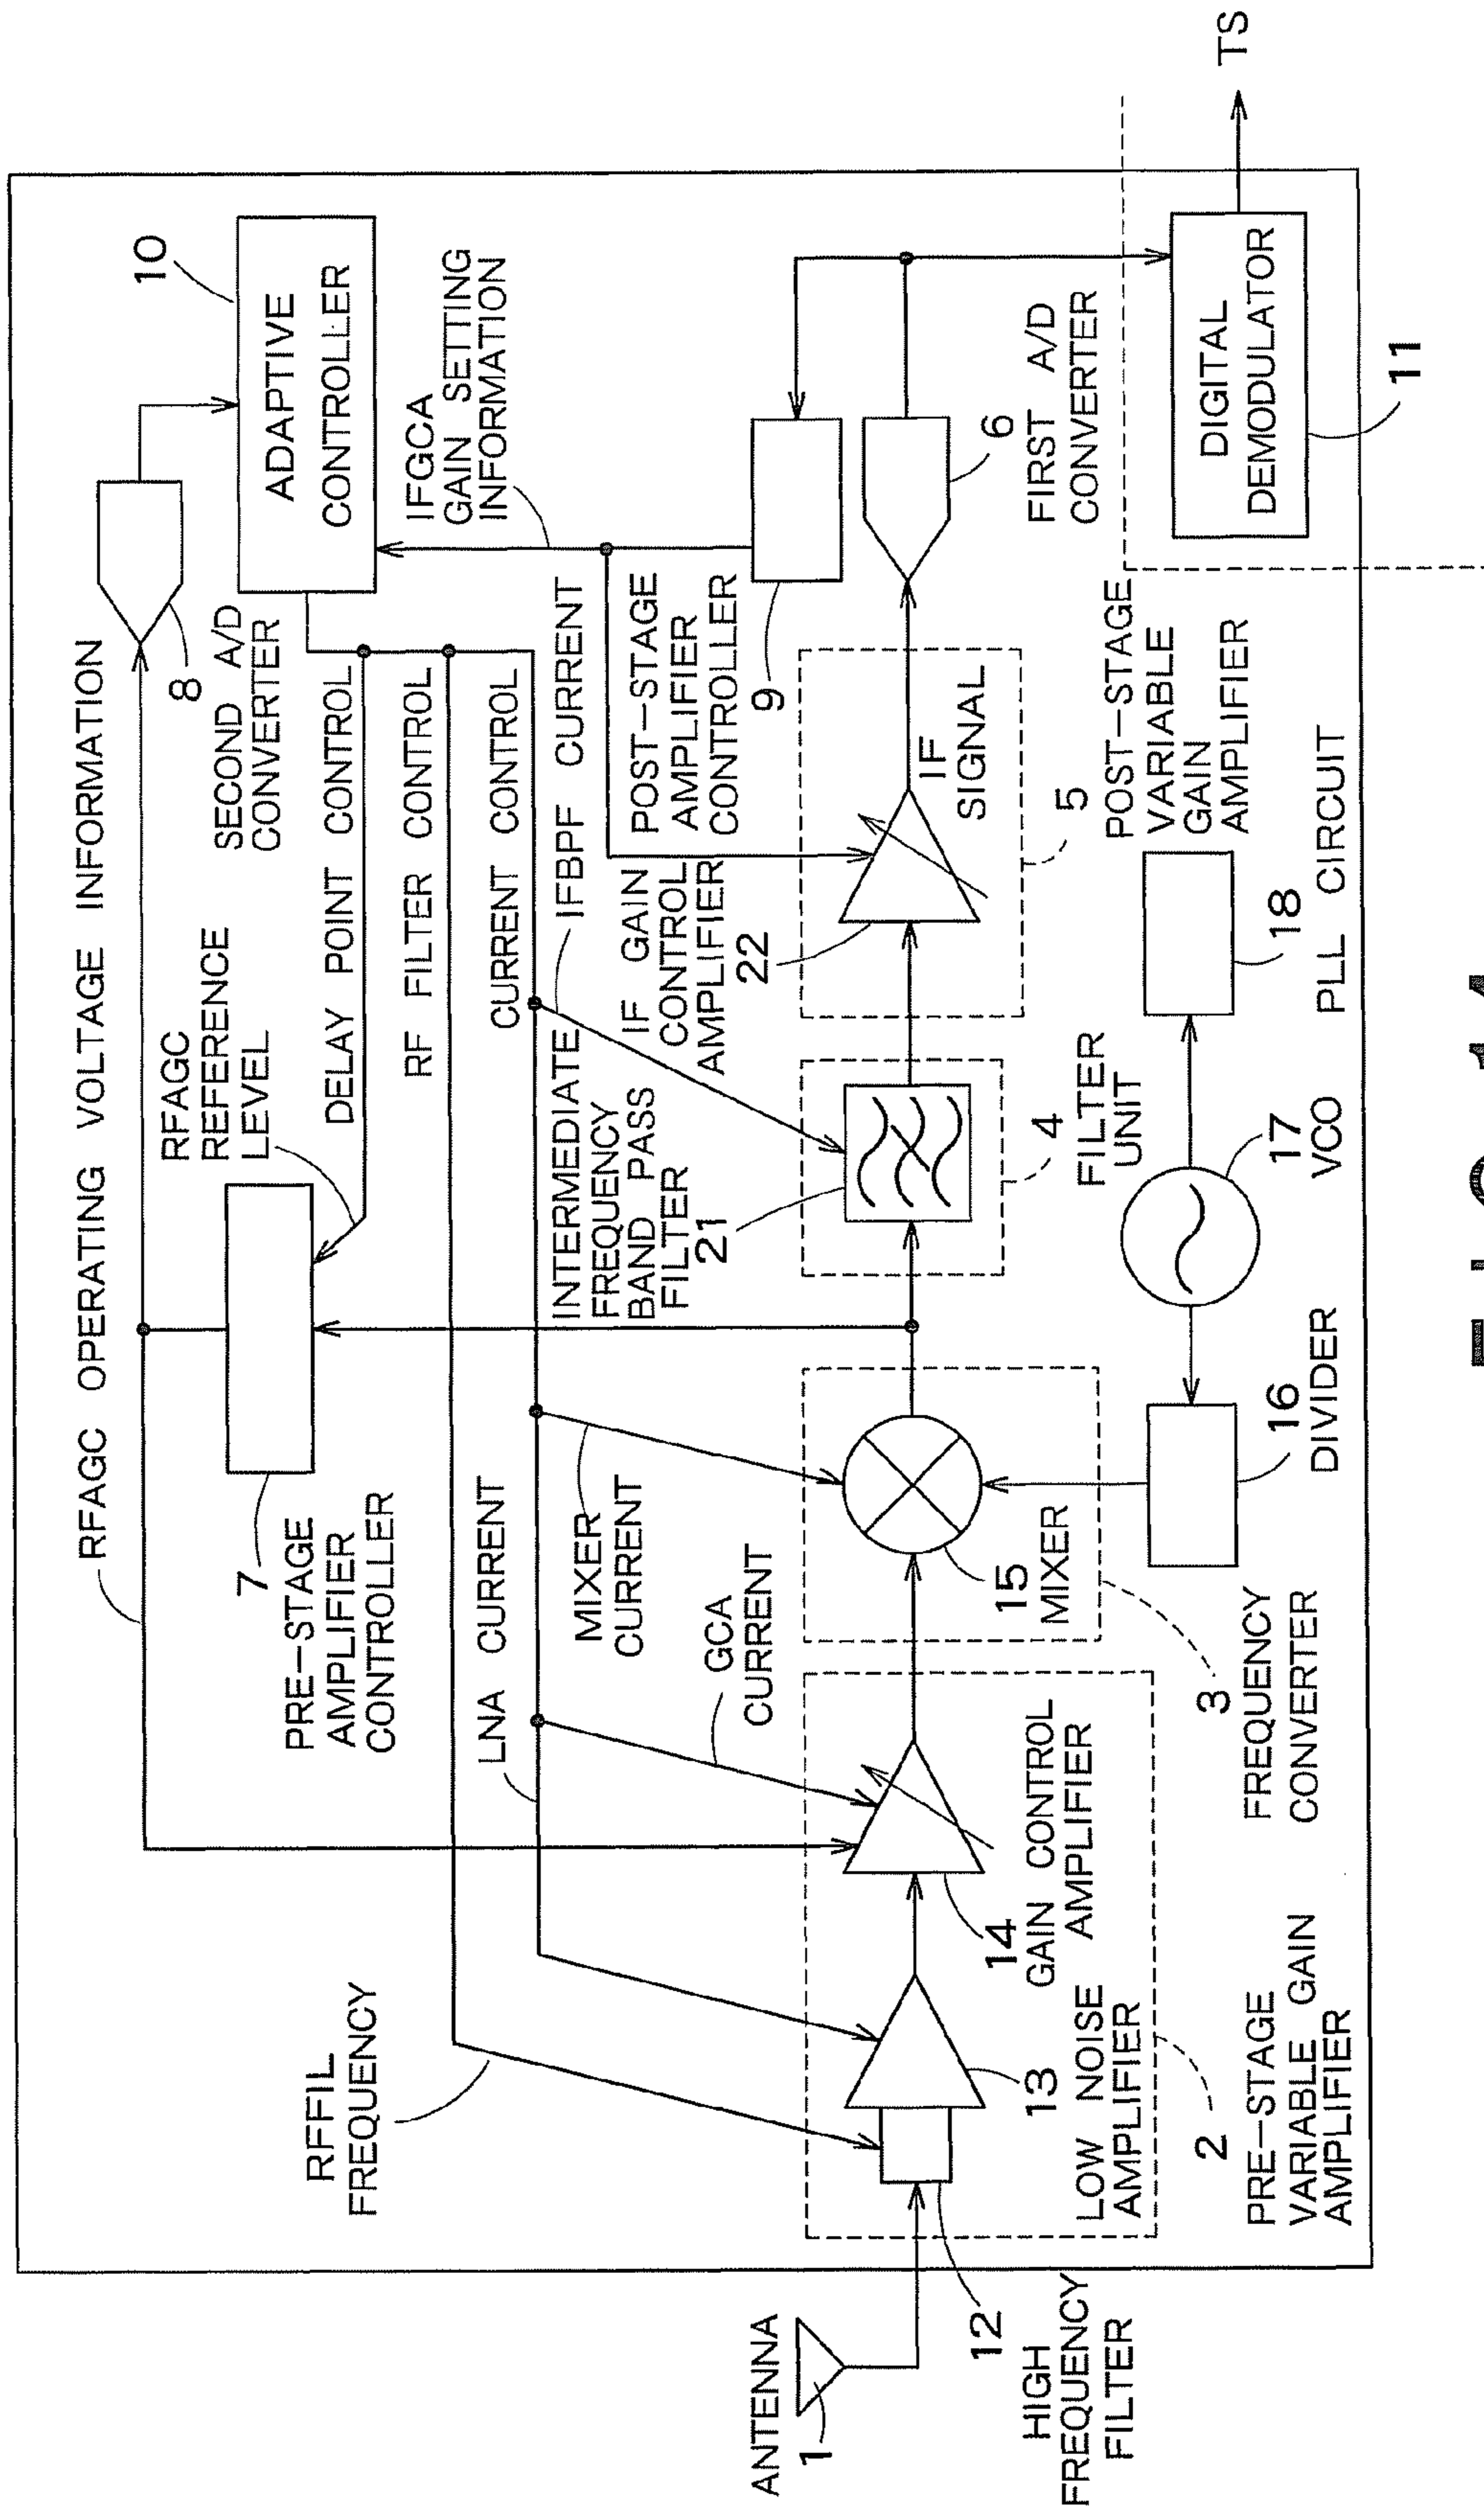 RFAGC OPERATING VOLTAGE INFORMATION
10
ADAPTIVE
CONTROLLER
8
SECOND A/D
CONVERTER
RFAGC
REFERENCE
LEVEL
7
PRE-STAGE
AMPLIFIER
CONTROLLER
DELAY POINT CONTROL
RF FILTER CONTROL
CURRENT CONTROL
IFGCA
GAIN SETTING
INFORMATION
RFFIL
FREQUENCY
LNA CURRENT
MIXER
CURRENT
GCA
CURRENT
INTERMEDIATE
FREQUENCY
BAND PASS
FILTER
21
IFBPF CURRENT
IF GAIN
CONTROL
AMPLIFIER
22
POST-STAGE
AMPLIFIER
CONTROLLER
9
ANTENNA
1
12
HIGH
FREQUENCY
FILTER
13
LOW NOISE
AMPLIFIER
14
GAIN CONTROL
AMPLIFIER
2
PRE-STAGE
VARIABLE GAIN
AMPLIFIER
15
MIXER
3
FREQUENCY
CONVERTER
4
FILTER
UNIT
IF
SIGNAL
5
POST-STAGE
VARIABLE
GAIN
AMPLIFIER
6
FIRST A/D
CONVERTER
16
DIVIDER
17
VCO
18
PLL CIRCUIT
DIGITAL
DEMODULATOR
11
TS